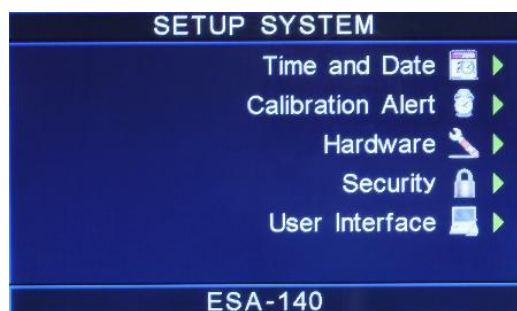 SETUP SYSTEM
Time and Date
Calibration Alert
Hardware
Security
User Interface
ESA-140